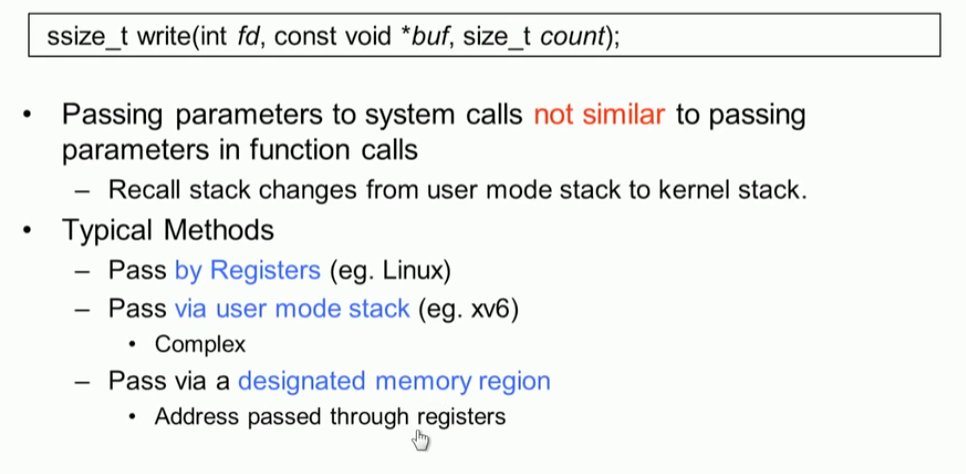 ssize_t write(int fd, const void *buf, size_t count);
• Passing parameters to system calls not similar to passing
parameters in function calls
– Recall stack changes from user mode stack to kernel stack.
• Typical Methods
– Pass by Registers (eg. Linux)
– Pass via user mode stack (eg. xv6)
• Complex
– Pass via a designated memory region
• Address passed through registers